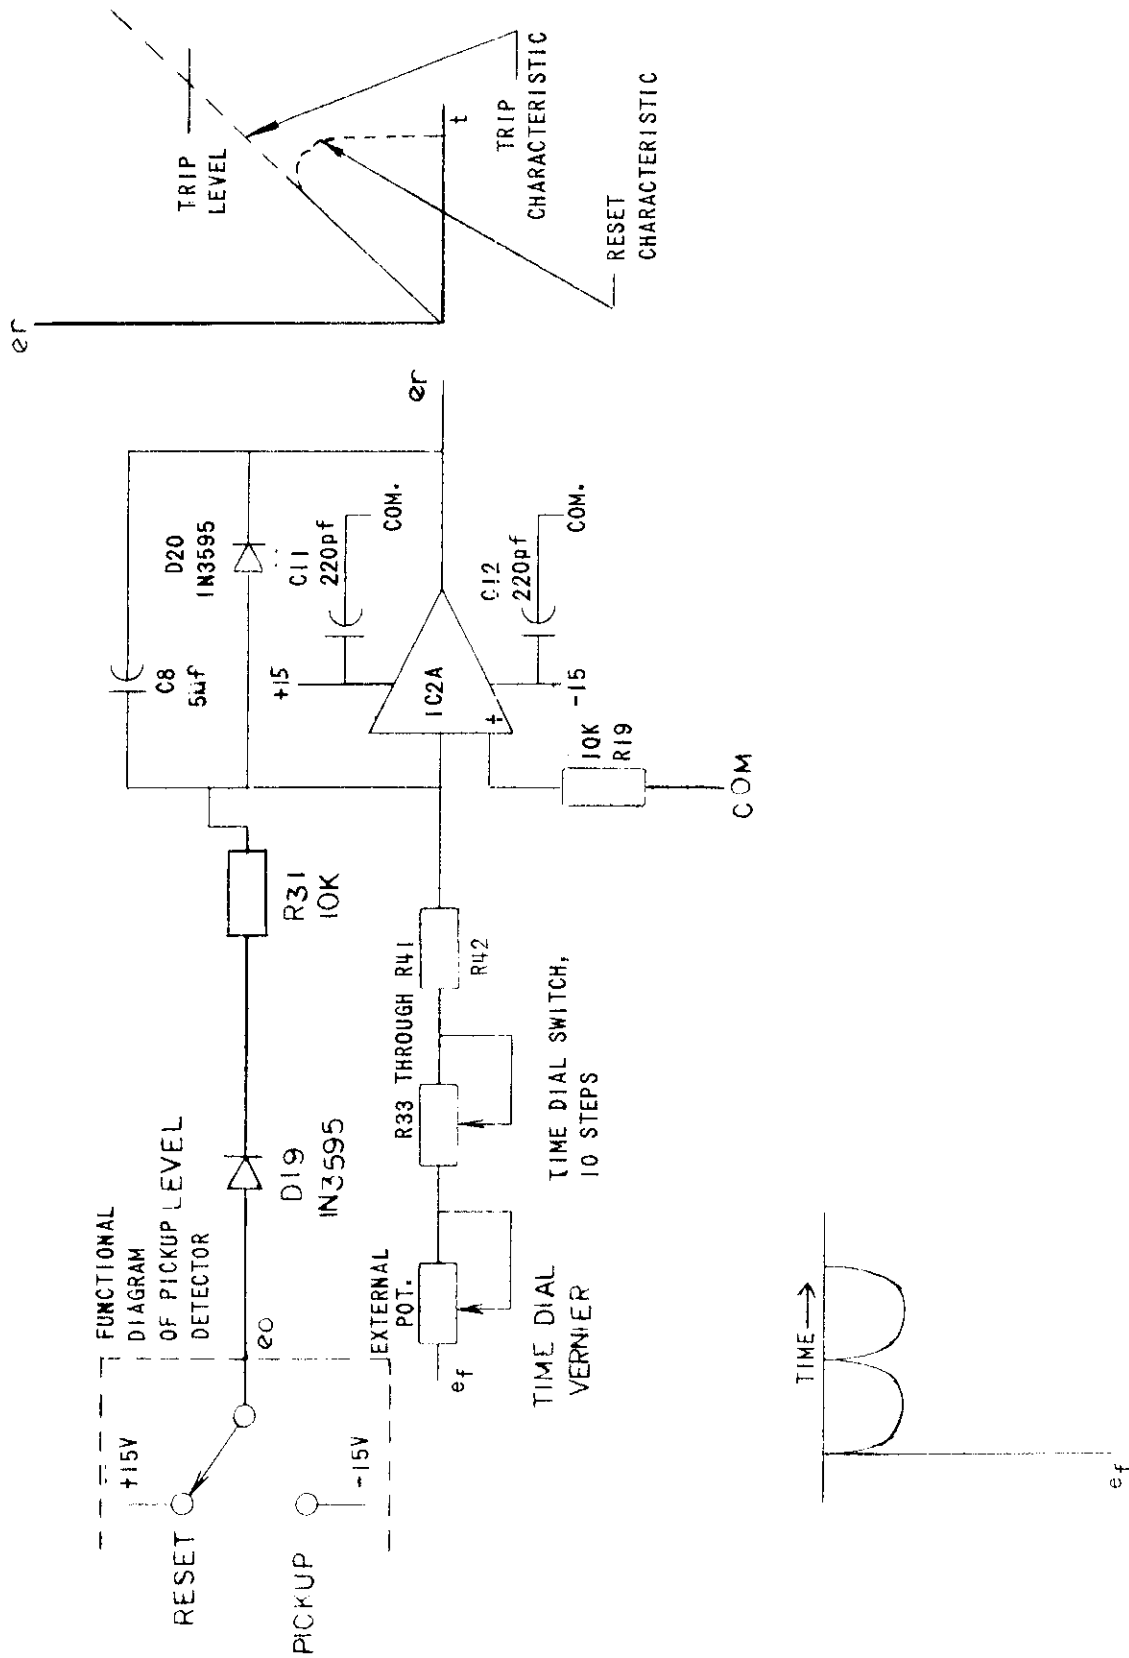 FUNCTIONAL
DIAGRAM
OF PICKUP LEVEL
DETECTOR
+15V
RESET
PICKUP
-15V
eo
D19
IN3595
R31
10K
EXTERNAL
POT.
ef
TIME DIAL
VERNIER
R33 THROUGH R41
TIME DIAL SWITCH,
10 STEPS
R42
C8
5uf
D20
IN3595
+15
C11
220pf
COM.
IC2A
+
-15
C12
220pf
COM.
10K
R19
COM
er
er
TRIP
LEVEL
t
TRIP
CHARACTERISTIC
RESET
CHARACTERISTIC
TIME
ef